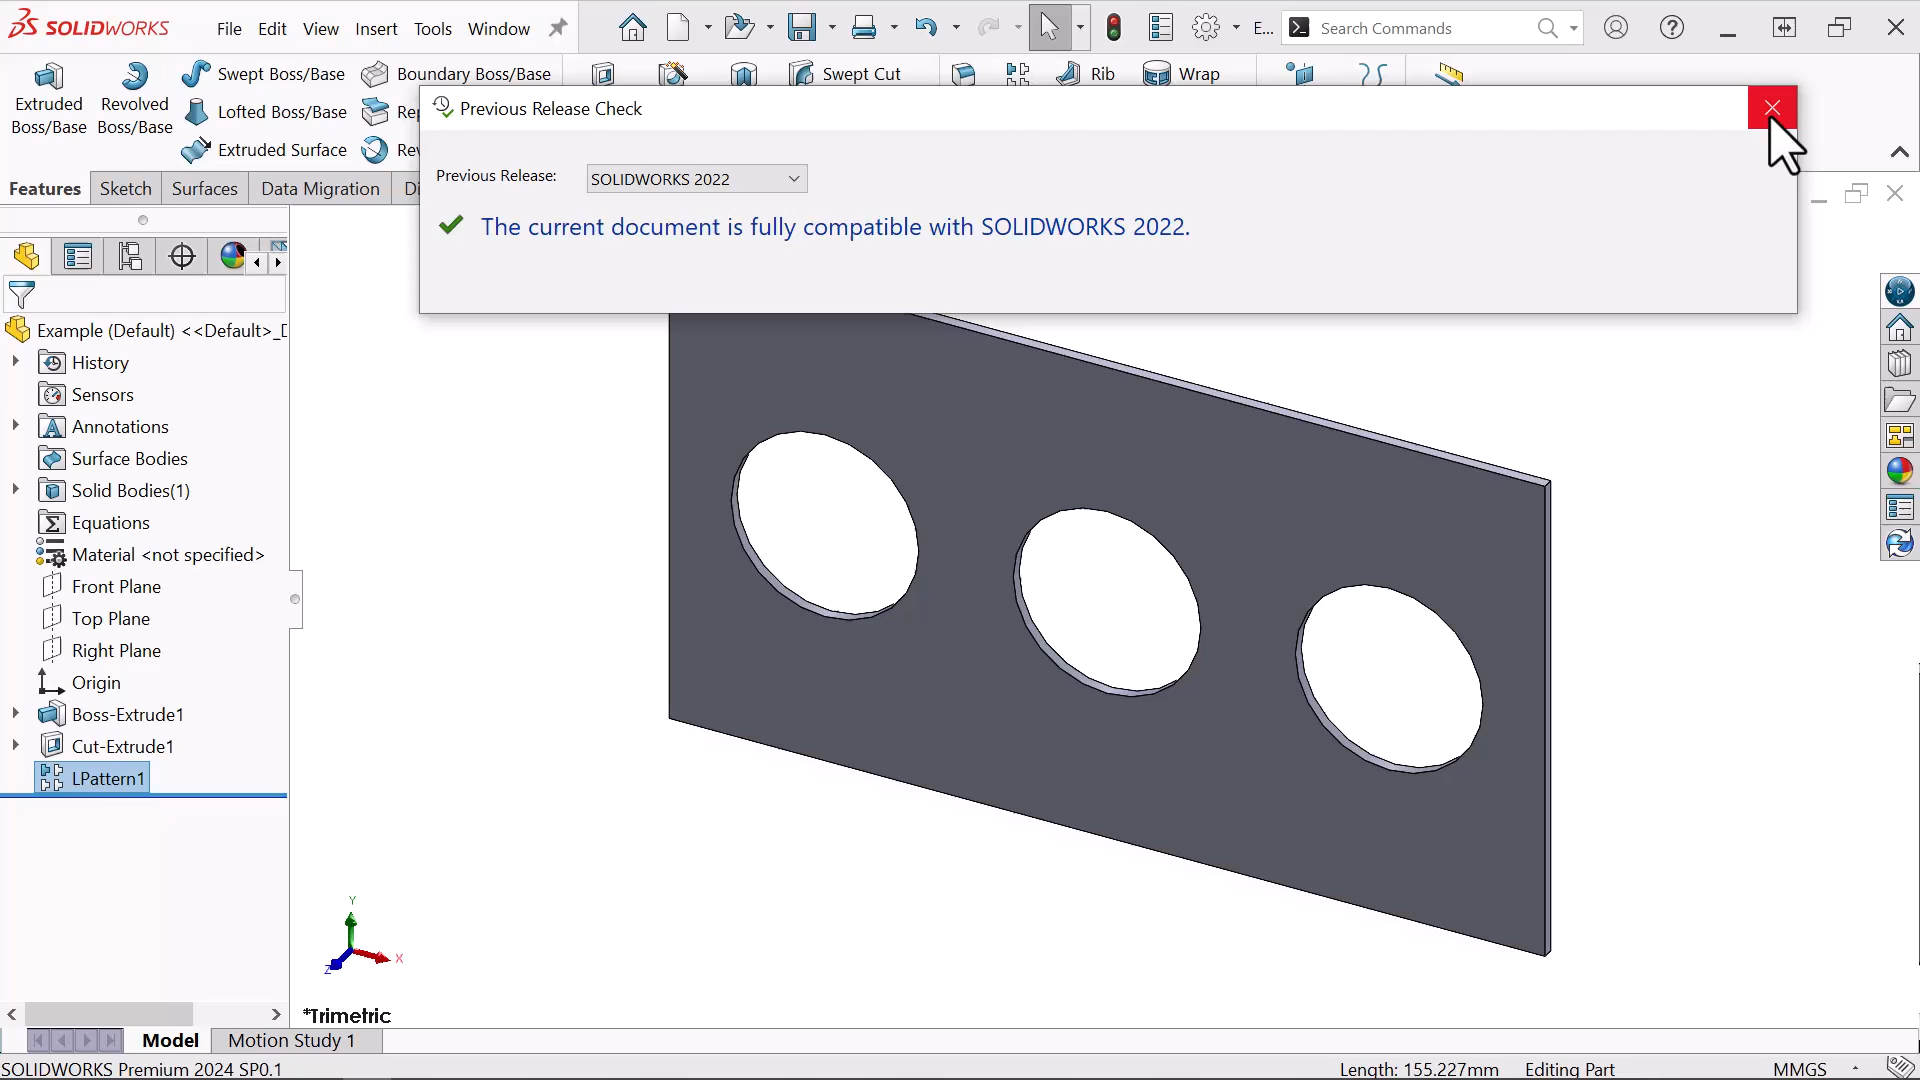 SOLIDWORKS File Edit View Insert Tools Window E... Search Commands
Extruded Boss/Base
Revolved Boss/Base
Swept Boss/Base
Lofted Boss/Base
Extruded Surface
Boundary Boss/Base
Swept Cut
Rib
Wrap
Previous Release Check
Previous Release: SOLIDWORKS 2022
The current document is fully compatible with SOLIDWORKS 2022.
Features Sketch Surfaces Data Migration
Example (Default) <<Default>_D
History
Sensors
Annotations
Surface Bodies
Solid Bodies(1)
Equations
Material <not specified>
Front Plane
Top Plane
Right Plane
Origin
Boss-Extrude1
Cut-Extrude1
LPattern1
Y
X
Z
*Trimetric
Model Motion Study 1
SOLIDWORKS Premium 2024 SP0.1 Length: 155.227mm Editing Part MMGS